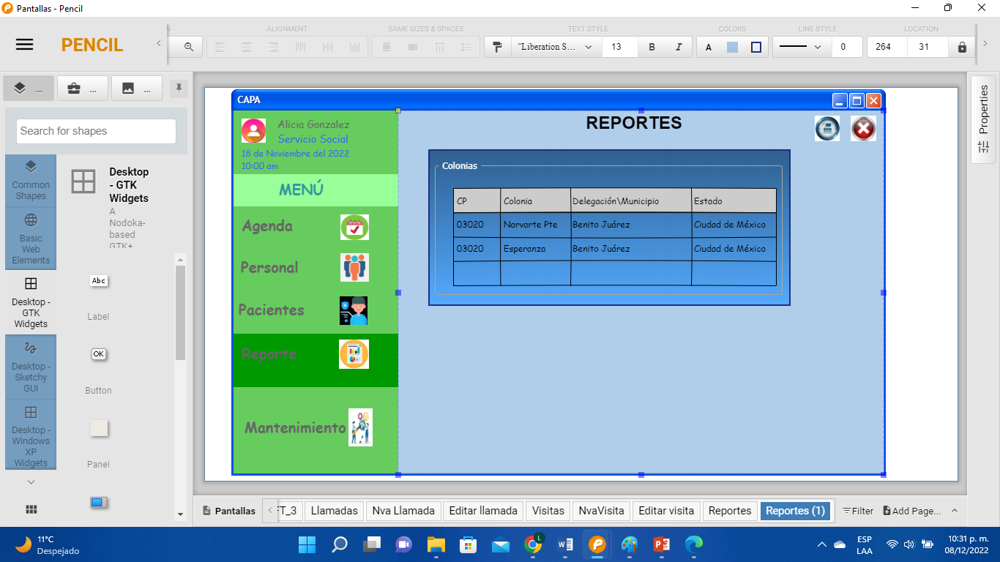 Pantallas - Pencil
PENCIL
ALIGNMENT
SAME SIZES & SPACES
TEXT STYLE
COLORS
LINE STYLE
LOCATION
"Liberation S...
13
B
I
A
0
264
31
...
...
...
Search for shapes
Common Shapes
Basic Web Elements
Desktop - GTK Widgets
Desktop - Sketchy GUI
Desktop - Windows XP Widgets
Desktop - GTK Widgets
A Nodoka-based GTK+
Abc
Label
OK
Button
Panel
CAPA
Alicia Gonzalez
Servicio Social
18 de Noviembre del 2022
10:00 am
MENÚ
Agenda
Personal
Pacientes
Reporte
Mantenimiento
REPORTES
Colonias
CP Colonia Delegación\Municipio Estado
03020 Narvarte Pte Benito Juárez Ciudad de México
03020 Esperanza Benito Juárez Ciudad de México
Properties
Pantallas
FT_3
Llamadas
Nva Llamada
Editar llamada
Visitas
NvaVisita
Editar visita
Reportes
Reportes (1)
Filter
Add Page...
11°C
Despejado
L
ESP
LAA
10:31 p. m.
08/12/2022